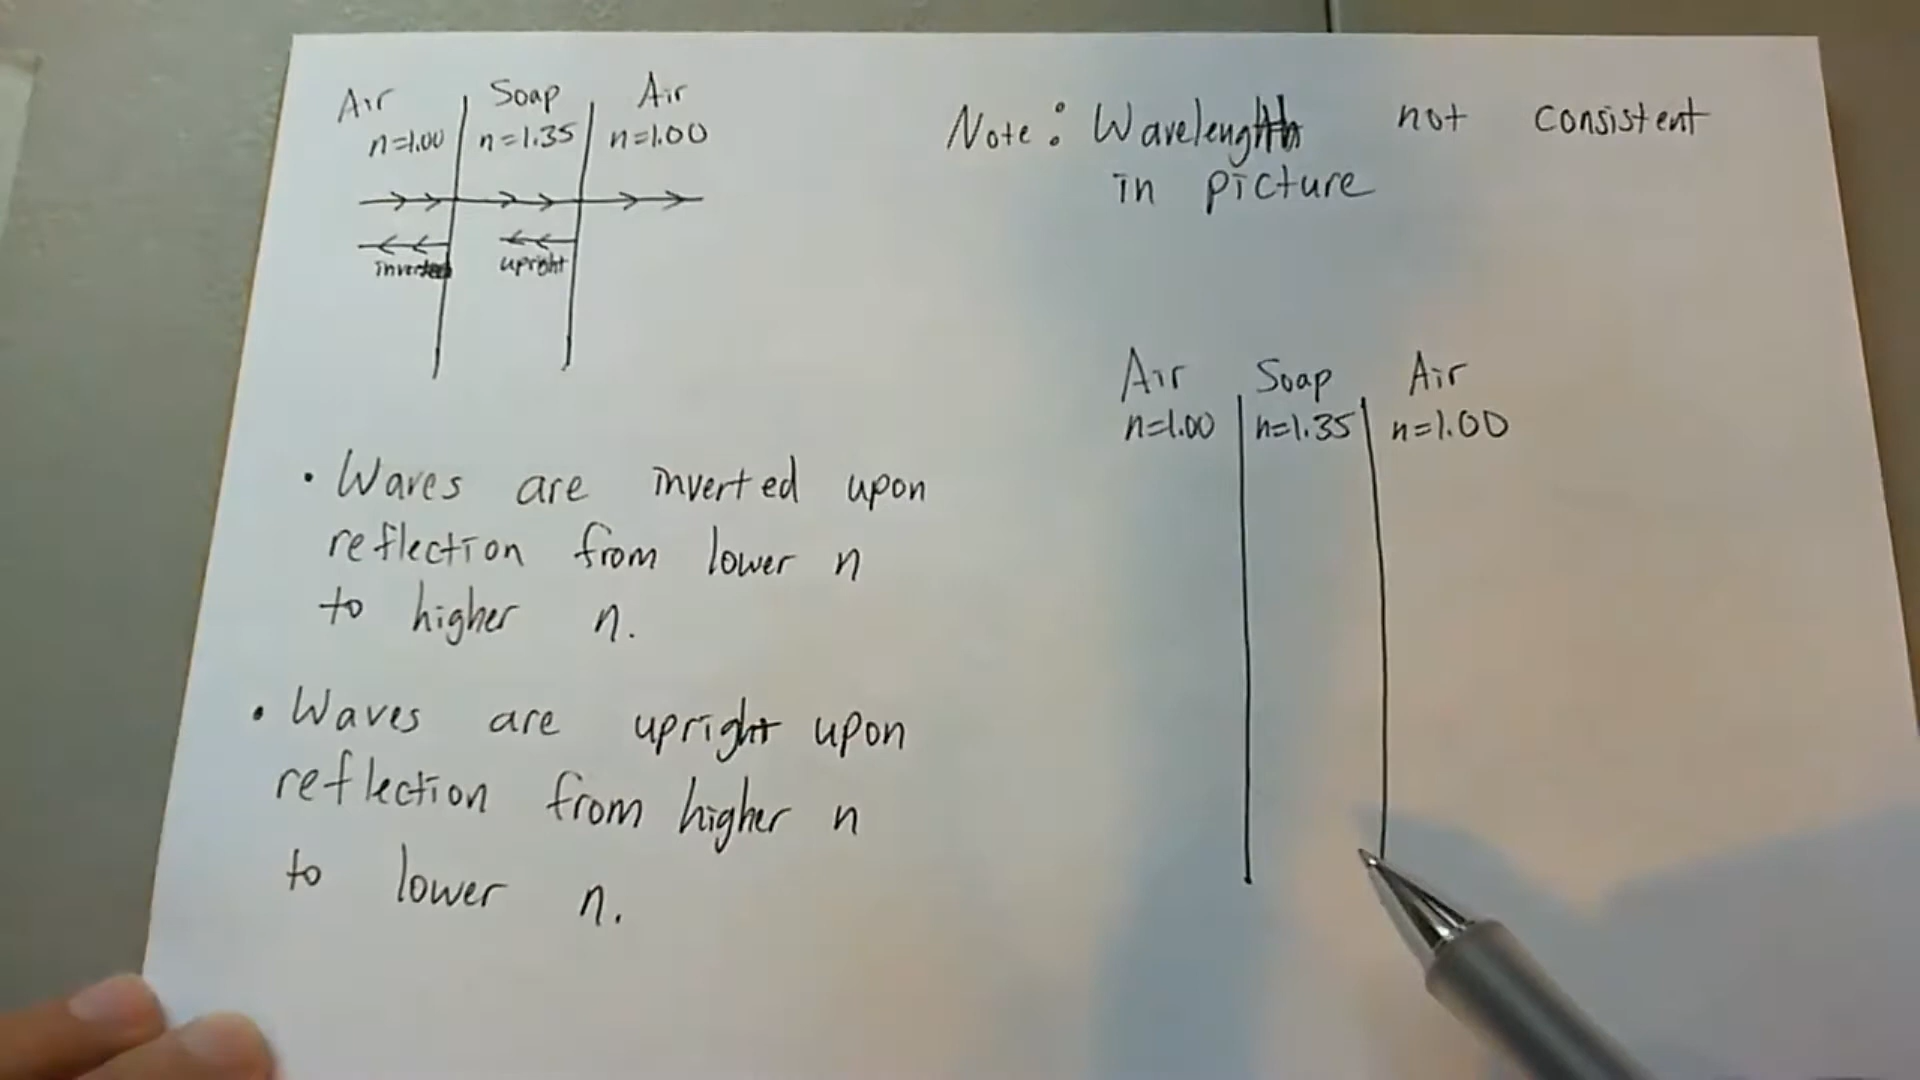 Air Soap Air
n=1.00 n=1.35 n=1.00
inverted upright
Note: Wavelength not consistent
in picture
Air Soap Air
n=1.00 n=1.35 n=1.00
• Waves are inverted upon
reflection from lower n
to higher n.
• Waves are upright upon
reflection from higher n
to lower n.